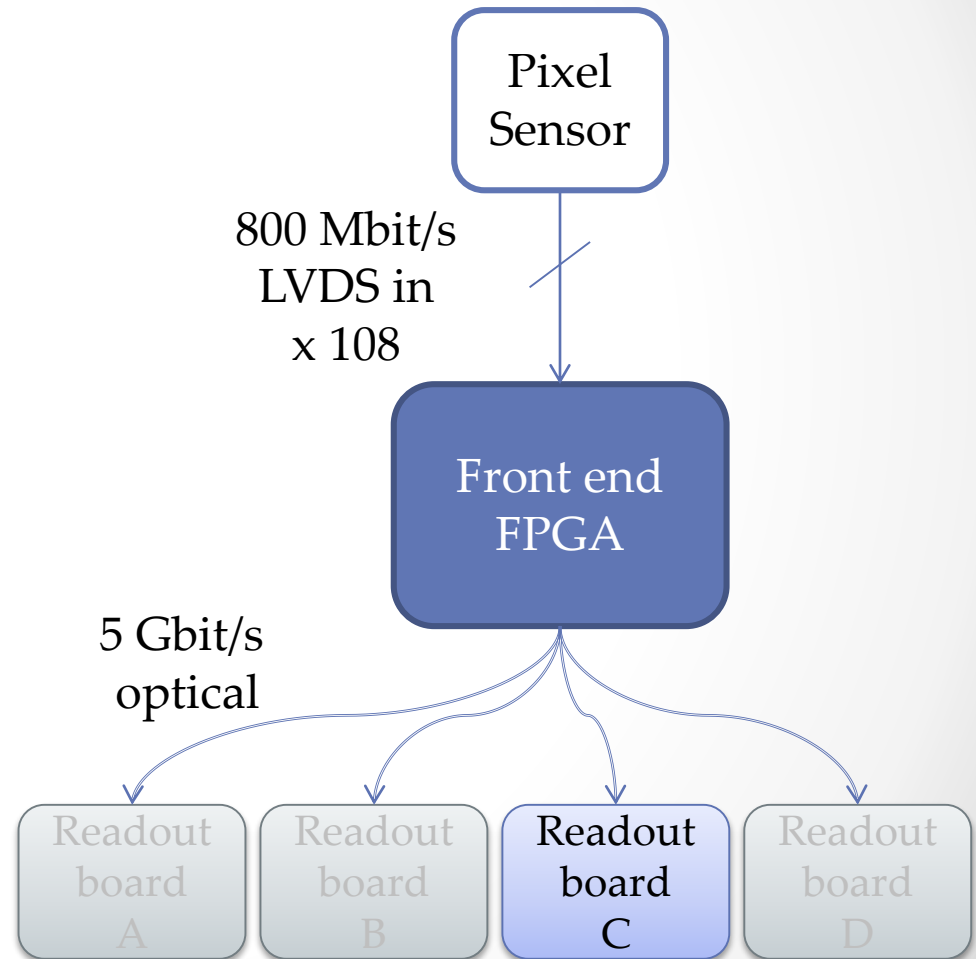 Pixel
Sensor
800 Mbit/s
LVDS in
x 108
Front end
FPGA
5 Gbit/s
optical
Readout
board
A
Readout
board
B
Readout
board
C
Readout
board
D